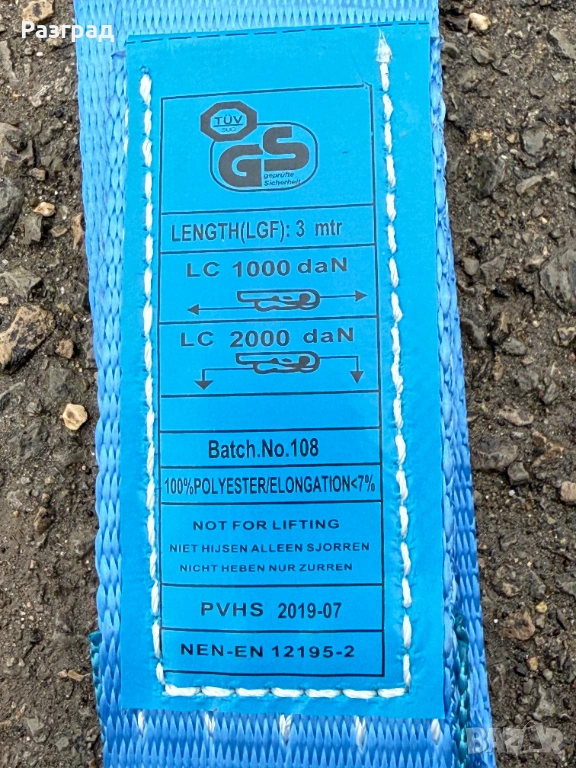 Разград
TÜV
GS
geprüfte
Sicherheit
LENGTH(LGF): 3 mtr
LC 1000 daN
LC 2000 daN
Batch.No.108
100%POLYESTER/ELONGATION<7%
NOT FOR LIFTING
NIET HIJSEN ALLEEN SJORREN
NICHT HEBEN NUR ZURREN
PVHS 2019-07
NEN-EN 12195-2
BAZAR